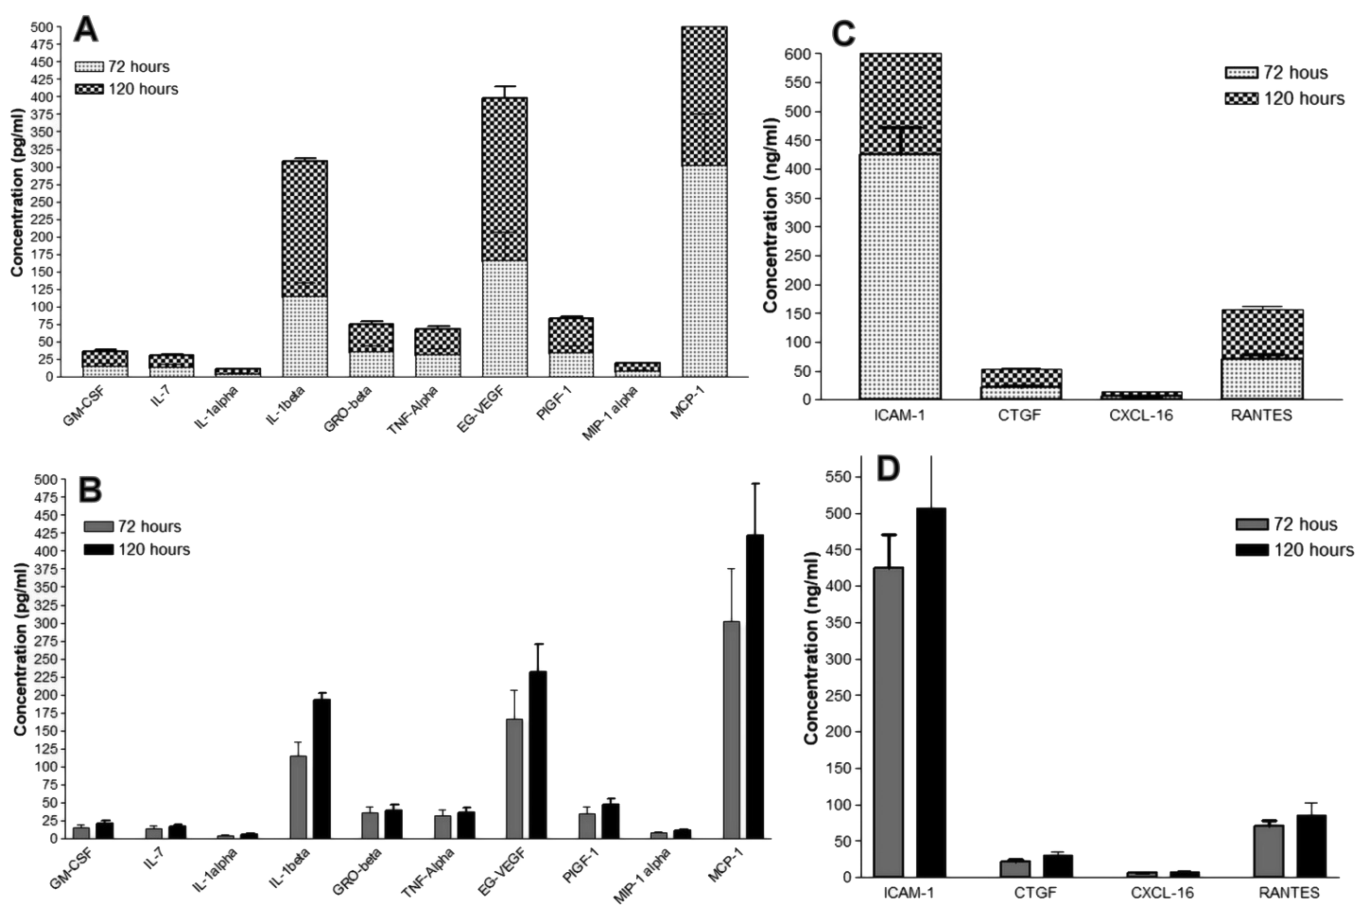 A
500
475
450
425
400
375
350
325
300
275
250
225
200
175
150
125
100
75
50
25
0
Concentration (pg/ml)
72 hours
120 hours
GM-CSF
IL-7
IL-1alpha
IL-1beta
GRO-beta
TNF-Alpha
EG-VEGF
PIGF-1
MIP-1 alpha
MCP-1
C
600
550
500
450
400
350
300
250
200
150
100
50
0
Concentration (ng/ml)
72 hous
120 hours
ICAM-1
CTGF
CXCL-16
RANTES
B
500
475
450
425
400
375
350
325
300
275
250
225
200
175
150
125
100
75
50
25
0
Concentration (pg/ml)
72 hours
120 hours
GM-CSF
IL-7
IL-1alpha
IL-1beta
GRO-beta
TNF-Alpha
EG-VEGF
PIGF-1
MIP-1 alpha
MCP-1
D
550
500
450
400
350
300
250
200
150
100
50
0
Concentration (ng/ml)
72 hous
120 hours
ICAM-1
CTGF
CXCL-16
RANTES